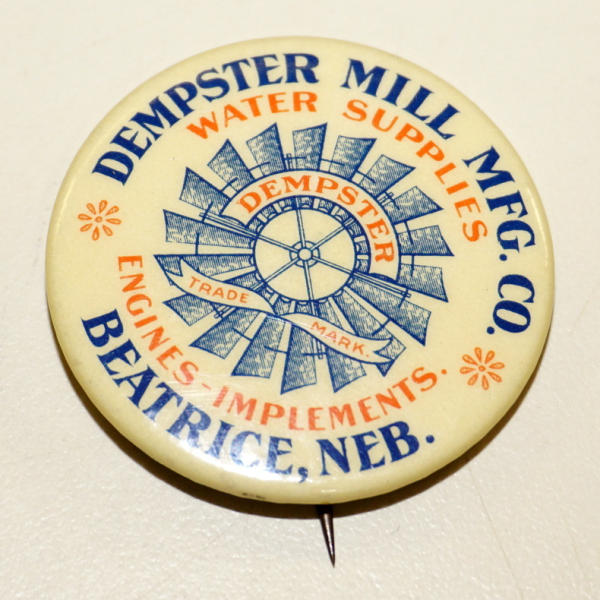 DEMPSTER MILL MFG. CO.
WATER SUPPLIES
DEMPSTER
TRADE MARK.
ENGINES-IMPLEMENTS.
BEATRICE, NEB.